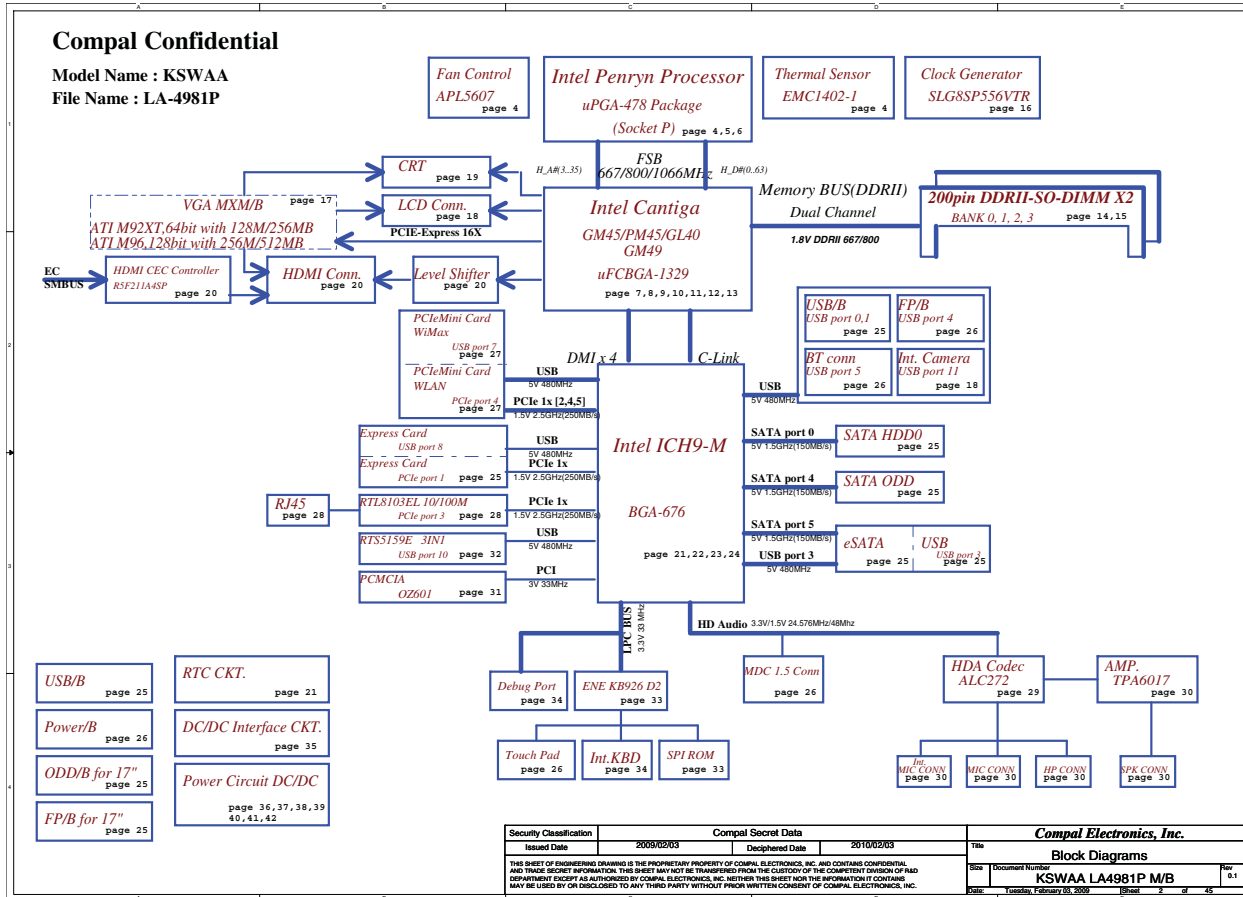 Compal Confidential
Model Name : KSWAA
File Name : LA-4981P
Fan Control
APL5607
page 4
Intel Penryn Processor
uPGA-478 Package
(Socket P)
page 4,5,6
Thermal Sensor
EMC1402-1
page 4
Clock Generator
SLG8SP556VTR
page 16
H_A#(3..35)
FSB
667/800/1066MHz
H_D#(0..63)
CRT
page 19
LCD Conn.
page 18
VGA MXM/B
page 17
ATI M92XT,64bit with 128M/256MB
ATI M96,128bit with 256M/512MB
PCIE-Express 16X
Intel Cantiga
GM45/PM45/GL40
GM49
uFCBGA-1329
page 7,8,9,10,11,12,13
Memory BUS(DDRII)
Dual Channel
1.8V DDRII 667/800
200pin DDRII-SO-DIMM X2
BANK 0, 1, 2, 3
page 14,15
EC
SMBUS
HDMI CEC Controller
R5F211A4SP
page 20
HDMI Conn.
page 20
Level Shifter
page 20
USB/B
USB port 0,1
page 25
FP/B
USB port 4
page 26
BT conn
USB port 5
page 26
Int. Camera
USB port 11
page 18
PCIeMini Card
WiMax
USB port 7
page 27
PCIeMini Card
WLAN
PCIe port 4
page 27
DMI x 4
C-Link
USB
5V 480MHz
PCIe 1x [2,4,5]
1.5V 2.5GHz(250MB/s)
USB
5V 480MHz
Express Card
USB port 8
Express Card
PCIe port 1
page 25
USB
5V 480MHz
PCIe 1x
1.5V 2.5GHz(250MB/s)
Intel ICH9-M
BGA-676
page 21,22,23,24
SATA port 0
5V 1.5GHz(150MB/s)
SATA HDD0
page 25
SATA port 4
5V 1.5GHz(150MB/s)
SATA ODD
page 25
RJ45
page 28
RTL8103EL 10/100M
PCIe port 3
page 28
PCIe 1x
1.5V 2.5GHz(250MB/s)
RTS5159E 3IN1
USB port 10
page 32
USB
5V 480MHz
SATA port 5
5V 1.5GHz(150MB/s)
USB port 3
5V 480MHz
eSATA
page 25
USB
USB port 3
page 25
PCMCIA
OZ601
page 31
PCI
3V 33MHz
LPC BUS
3.3V 33 MHz
HD Audio
3.3V/1.5V 24.576MHz/48Mhz
Debug Port
page 34
ENE KB926 D2
page 33
MDC 1.5 Conn
page 26
HDA Codec
ALC272
page 29
AMP.
TPA6017
page 30
Touch Pad
page 26
Int.KBD
page 34
SPI ROM
page 33
Int.
MIC CONN
page 30
MIC CONN
page 30
HP CONN
page 30
SPK CONN
page 30
USB/B
page 25
RTC CKT.
page 21
Power/B
page 26
DC/DC Interface CKT.
page 35
ODD/B for 17"
page 25
Power Circuit DC/DC
page 36,37,38,39
40,41,42
FP/B for 17"
page 25
Security Classification
Compal Secret Data
Issued Date
2009/02/03
Deciphered Date
2010/02/03
THIS SHEET OF ENGINEERING DRAWING IS THE PROPRIETARY PROPERTY OF COMPAL ELECTRONICS, INC. AND CONTAINS CONFIDENTIAL
AND TRADE SECRET INFORMATION. THIS SHEET MAY NOT BE TRANSFERED FROM THE CUSTODY OF THE COMPETENT DIVISION OF R&D
DEPARTMENT EXCEPT AS AUTHORIZED BY COMPAL ELECTRONICS, INC. NEITHER THIS SHEET NOR THE INFORMATION IT CONTAINS
MAY BE USED BY OR DISCLOSED TO ANY THIRD PARTY WITHOUT PRIOR WRITTEN CONSENT OF COMPAL ELECTRONICS, INC.
Compal Electronics, Inc.
Title
Block Diagrams
Size
Document Number
KSWAA LA4981P M/B
Rev
0.1
Date: Tuesday, February 03, 2009
Sheet 2 of 45